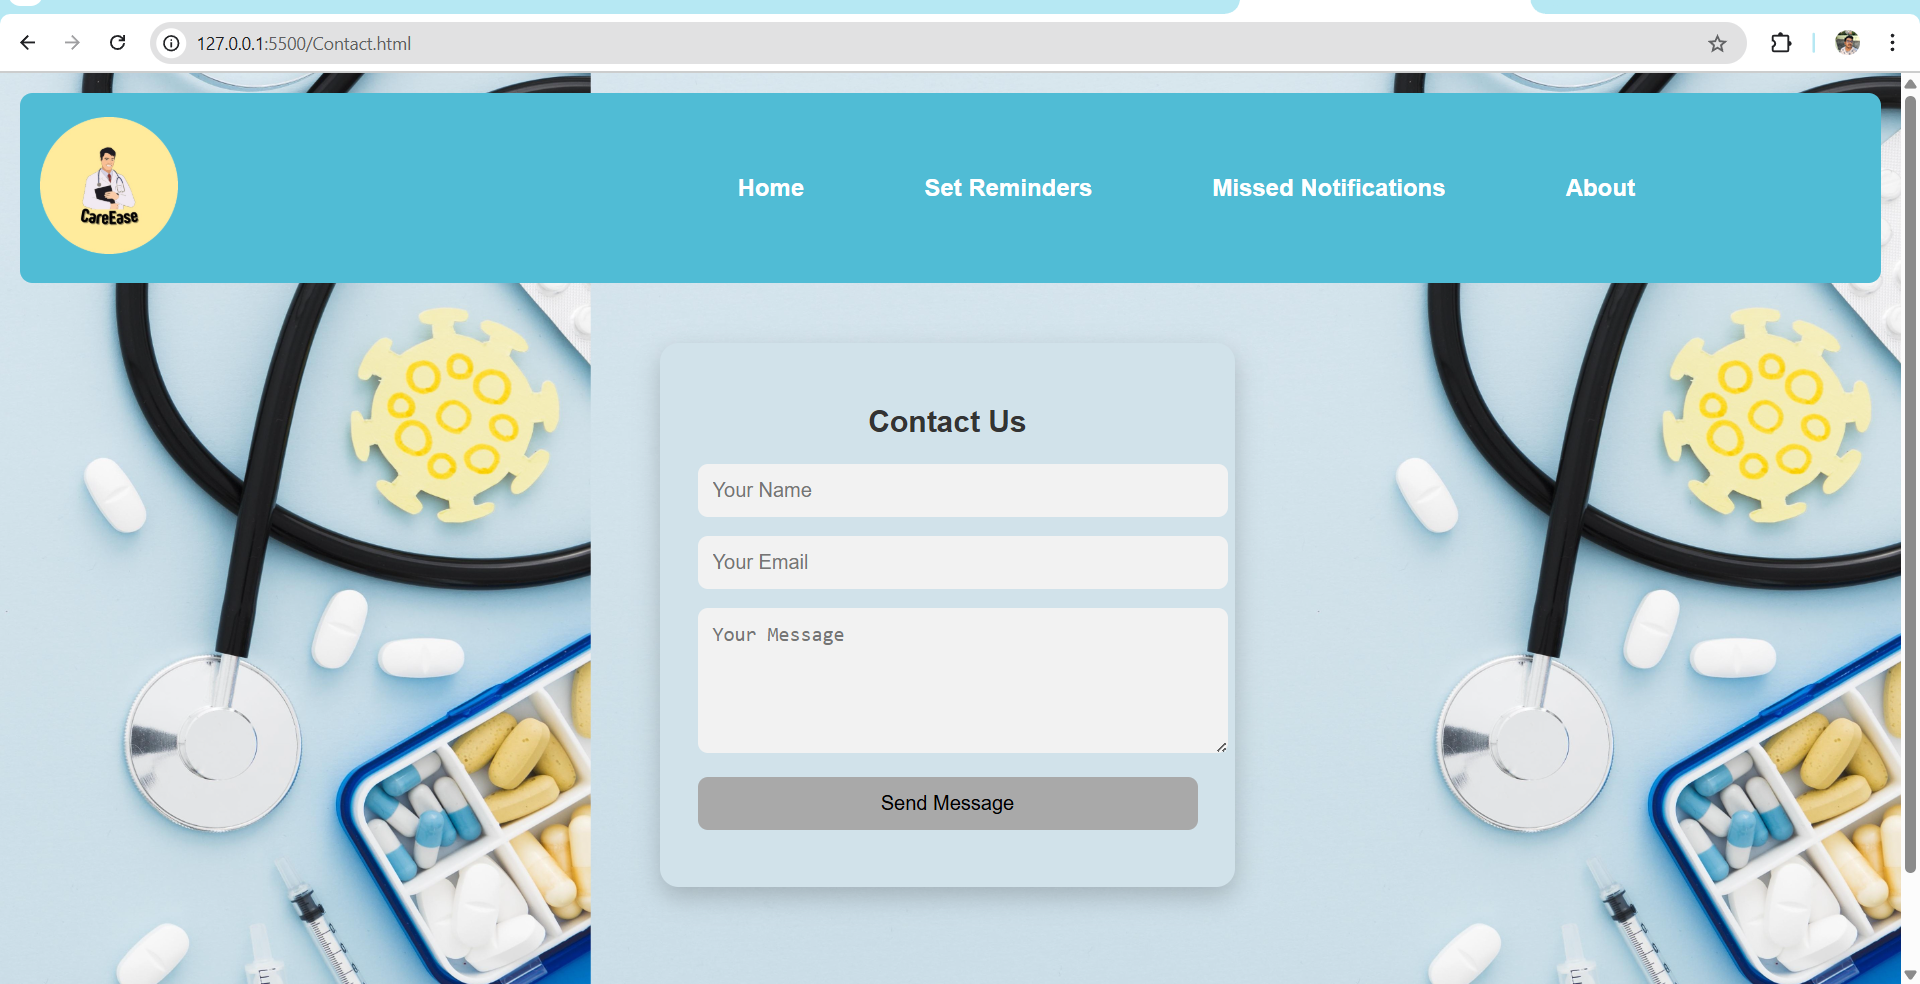 127.0.0.1:5500/Contact.html
CareEase
Home Set Reminders Missed Notifications About
Contact Us
Your Name
Your Email
Your Message
Send Message